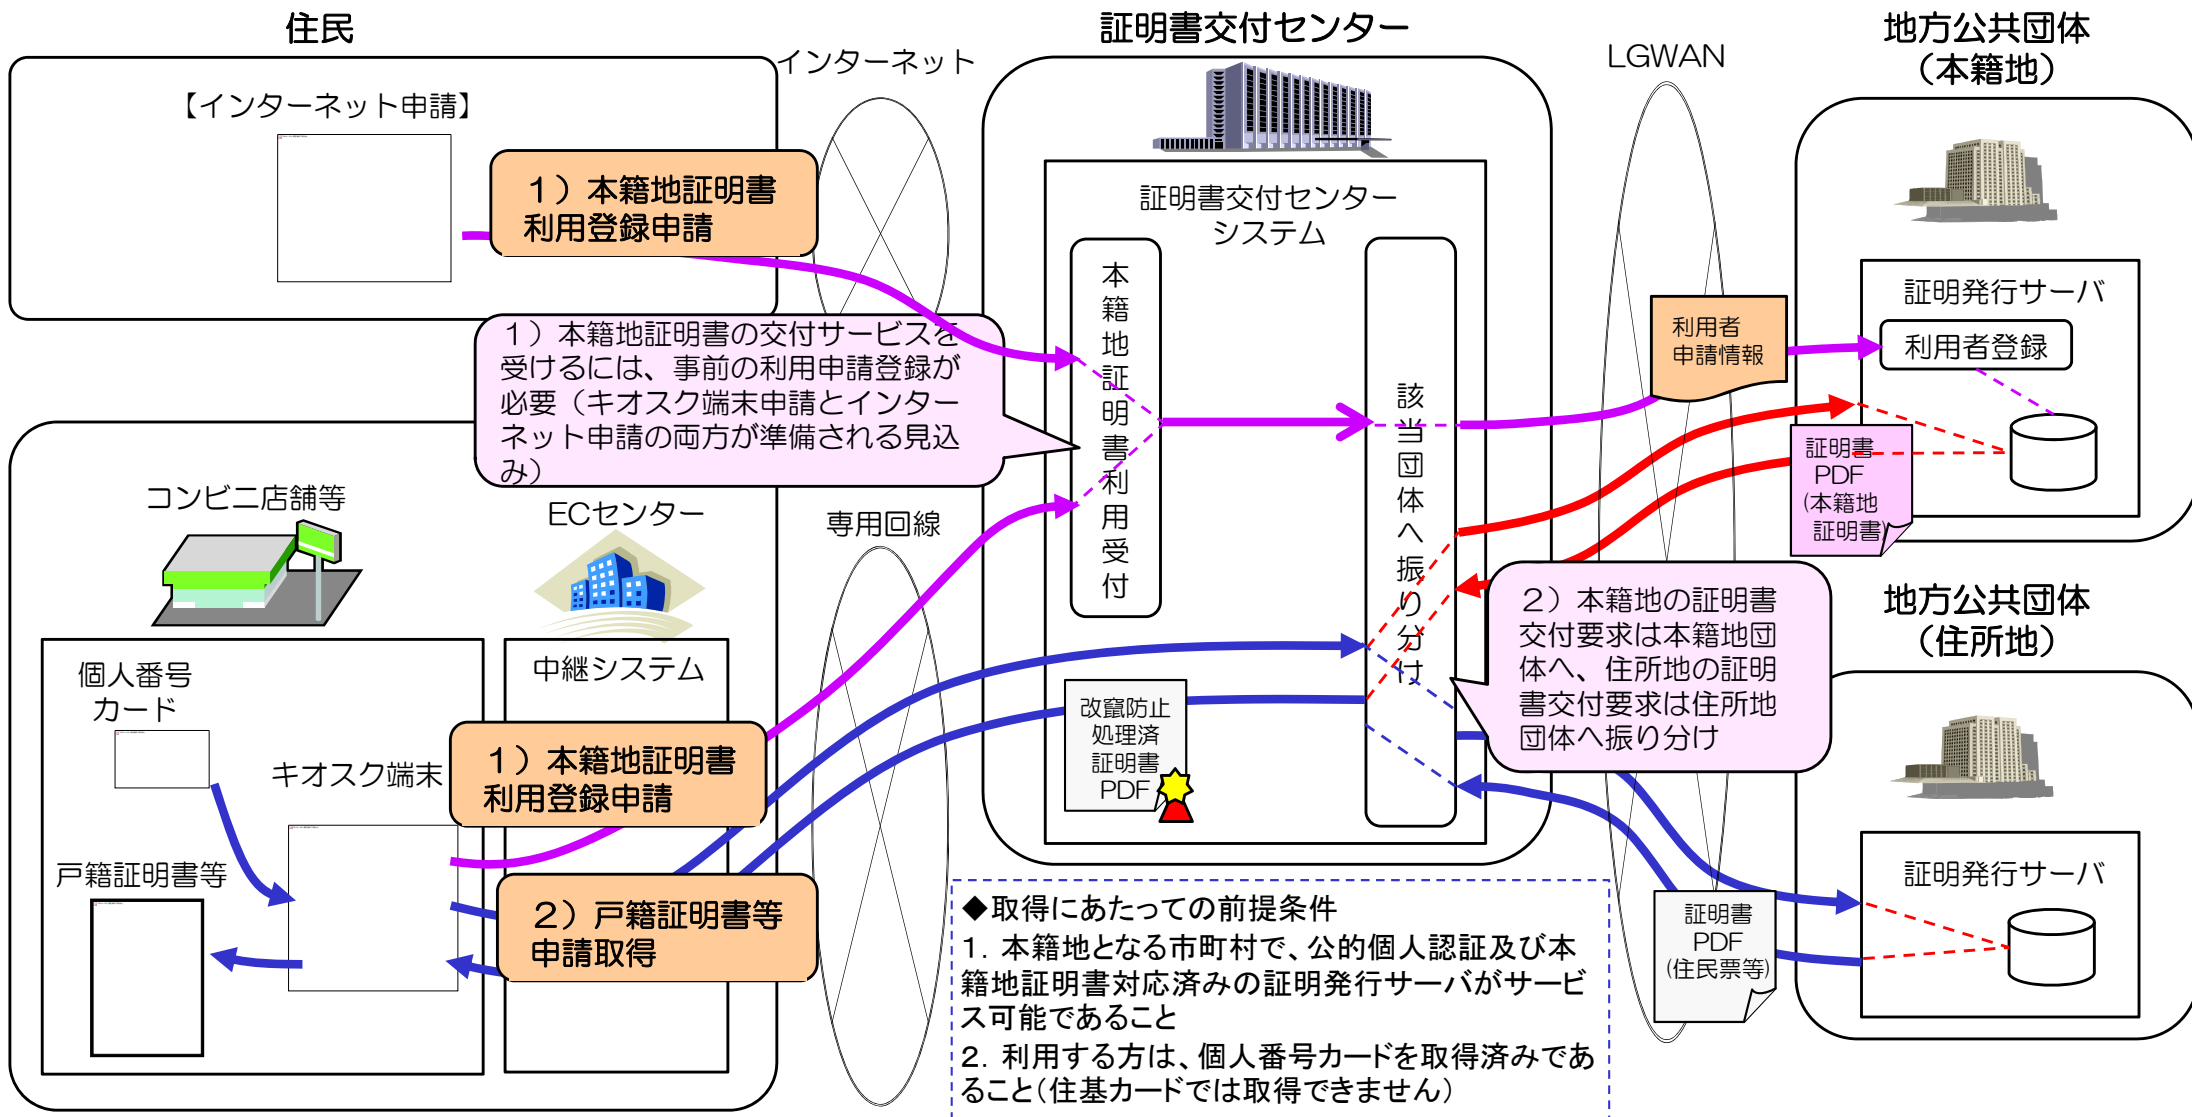 住民
インターネット
証明書交付センター
LGWAN
地方公共団体
(本籍地)
【インターネット申請】
1)本籍地証明書
利用登録申請
証明書交付センター
システム
本籍地証明書利用受付
該当団体へ振り分け
1)本籍地証明書の交付サービスを
受けるには、事前の利用申請登録が
必要(キオスク端末申請とインター
ネット申請の両方が準備される見込
み)
利用者
申請情報
証明発行サーバ
利用者登録
証明書
PDF
(本籍地
証明書)
コンビニ店舗等
ECセンター
専用回線
個人番号
カード
中継システム
キオスク端末
1)本籍地証明書
利用登録申請
戸籍証明書等
2)戸籍証明書等
申請取得
改竄防止
処理済
証明書
PDF
2)本籍地の証明書
交付要求は本籍地団
体へ、住所地の証明
書交付要求は住所地
団体へ振り分け
地方公共団体
(住所地)
証明発行サーバ
証明書
PDF
(住民票等)
◆取得にあたっての前提条件
1. 本籍地となる市町村で、公的個人認証及び本
籍地証明書対応済みの証明発行サーバがサービ
ス可能であること
2. 利用する方は、個人番号カードを取得済みであ
ること(住基カードでは取得できません)